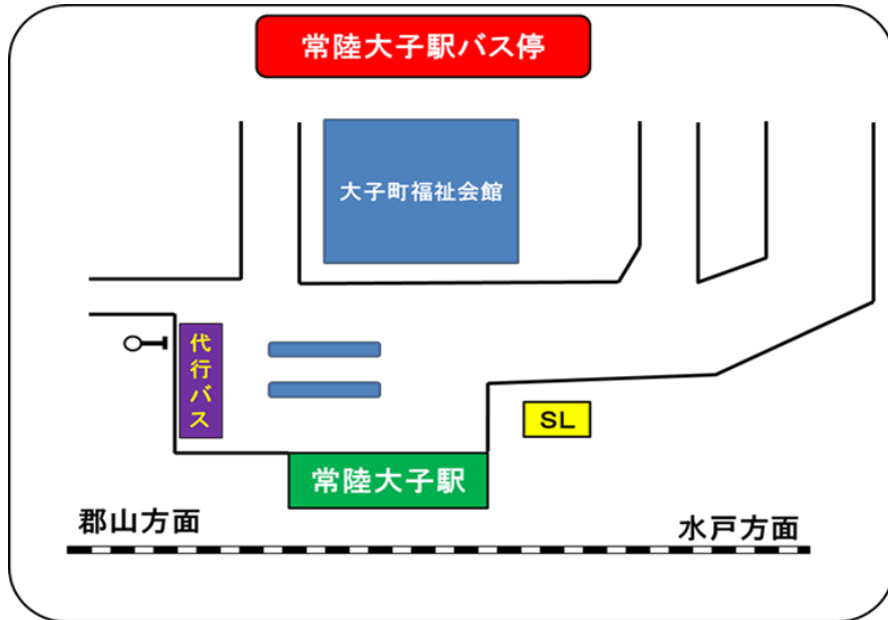 常陸大子駅バス停
大子町福祉会館
代行バス
SL
常陸大子駅
郡山方面
水戸方面